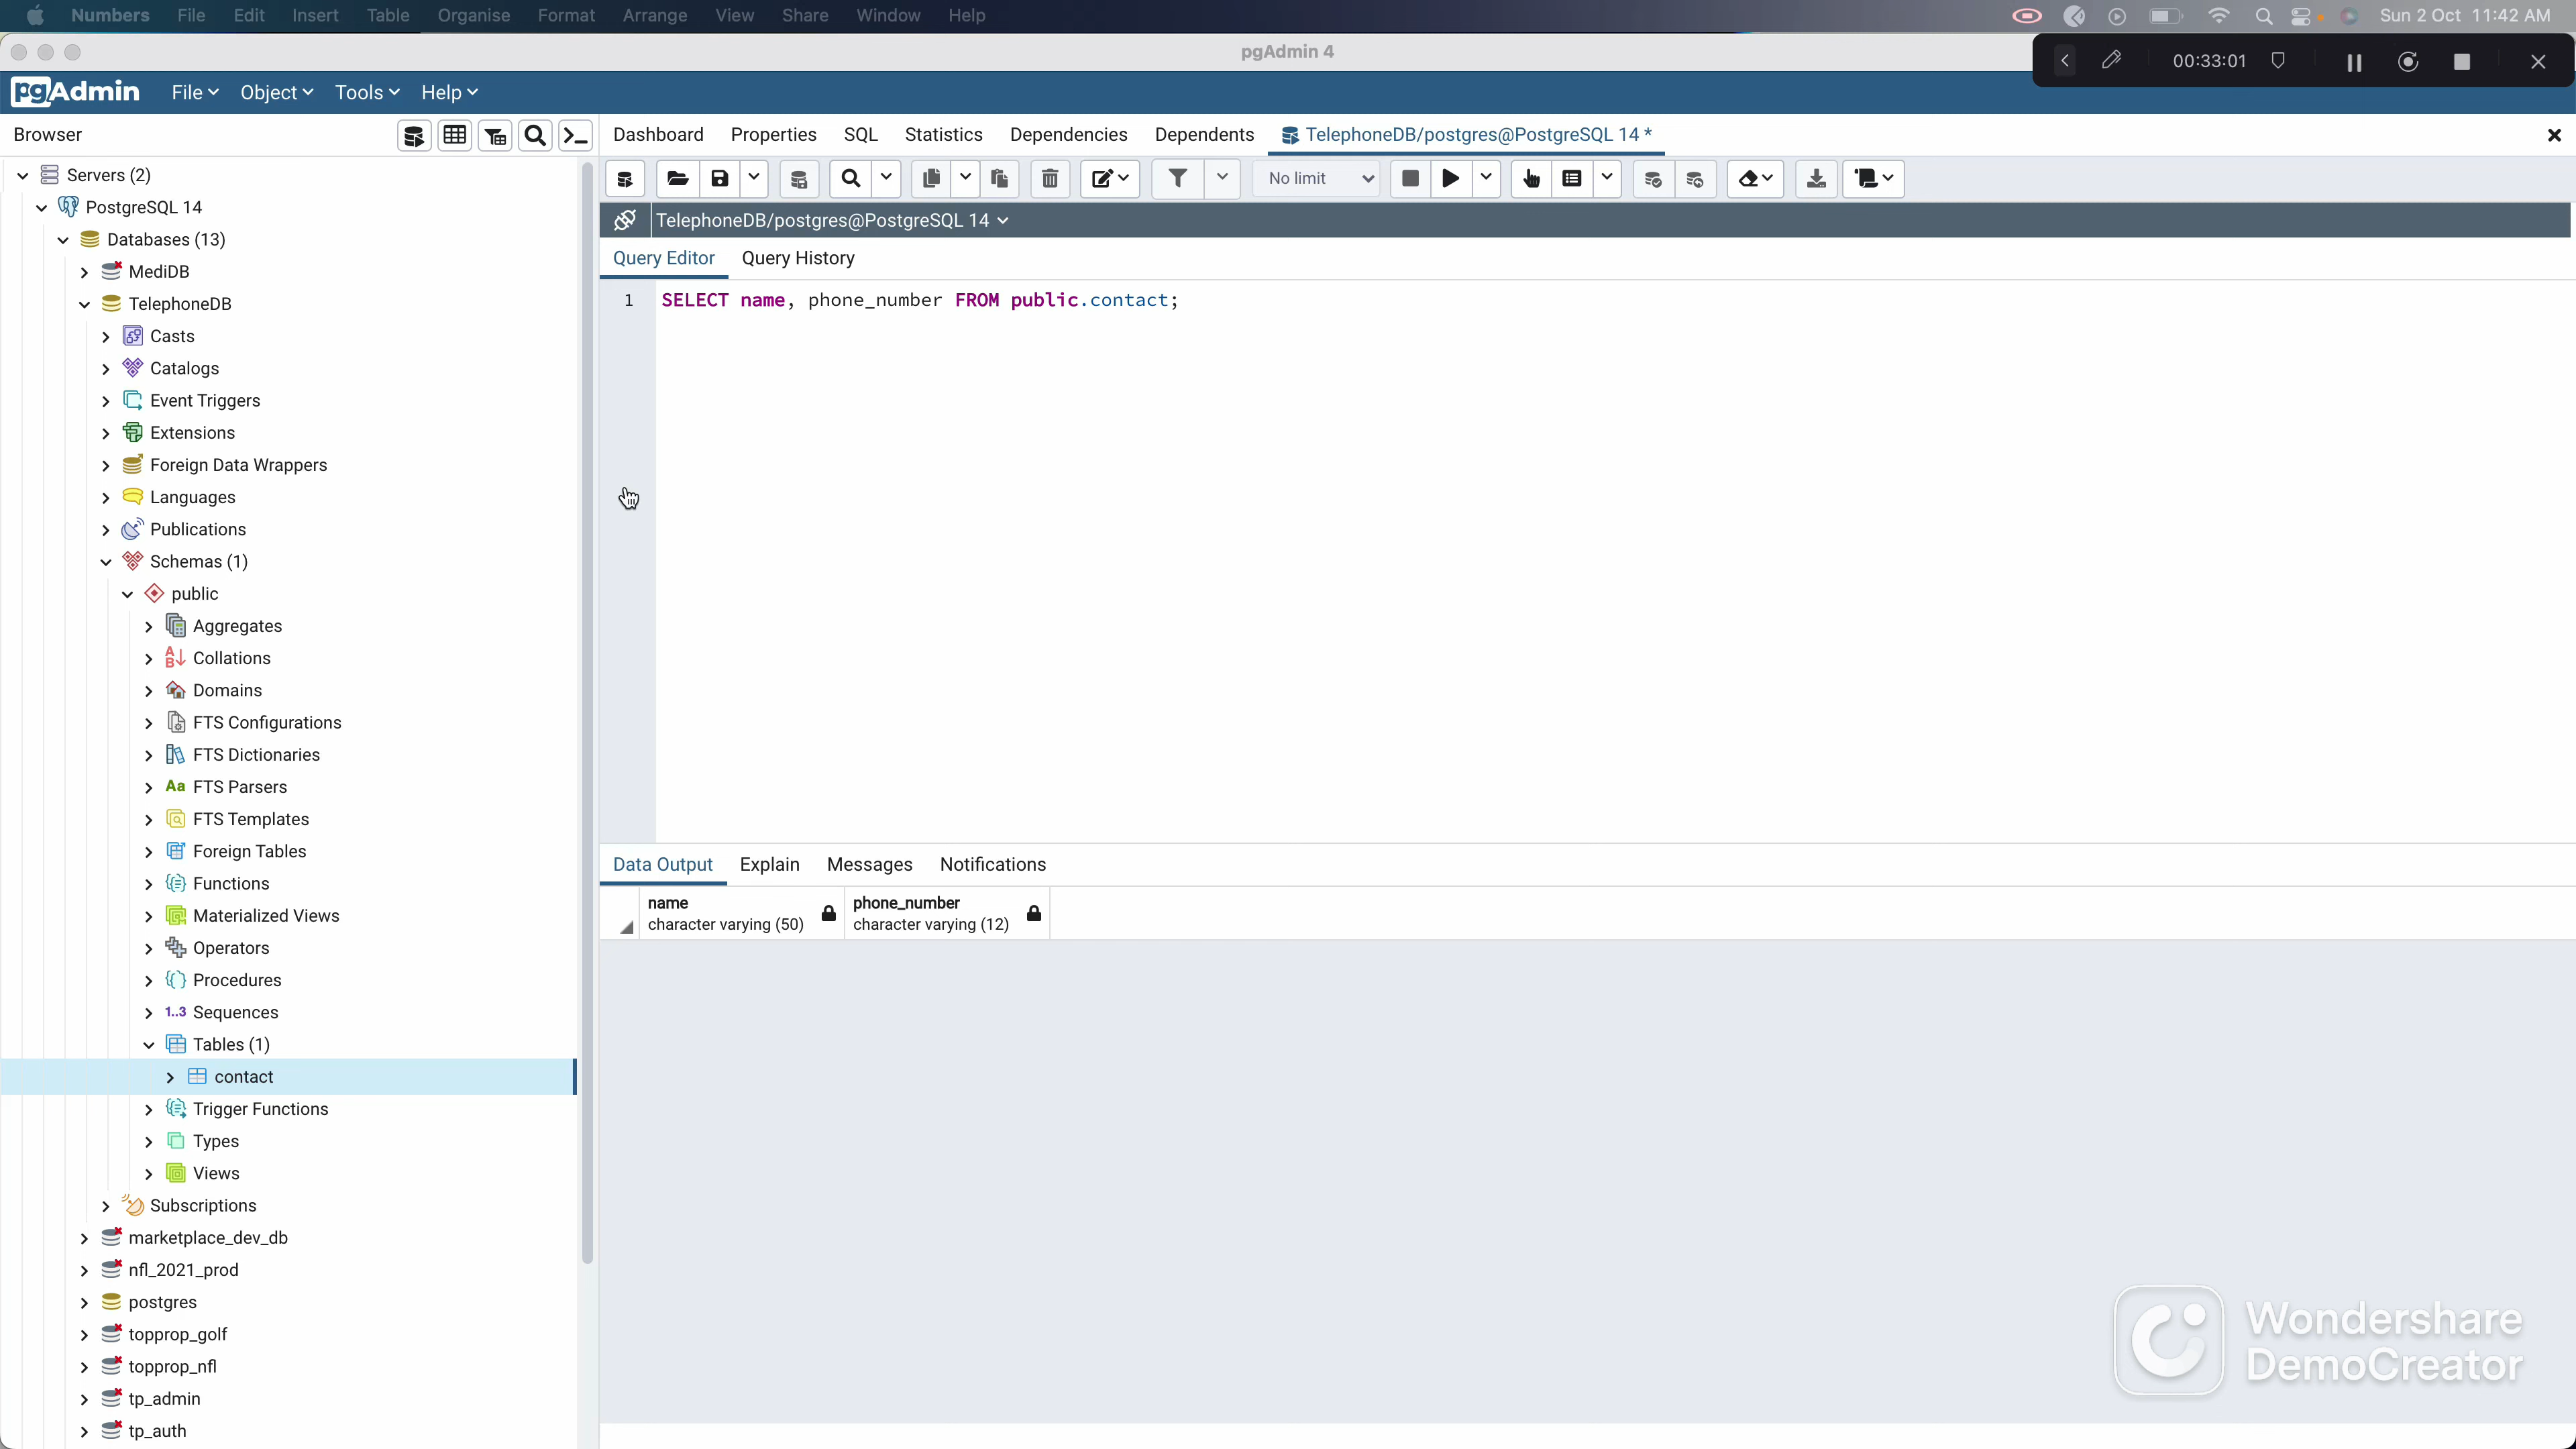 Numbers File Edit Insert Table Organise Format Arrange View Share Window Help Sun 2 Oct 11:42 AM
pgAdmin 4
00:33:01
pgAdmin File Object Tools Help
Browser
Dashboard Properties SQL Statistics Dependencies Dependents TelephoneDB/postgres@PostgreSQL 14 *
No limit
TelephoneDB/postgres@PostgreSQL 14
Query Editor Query History
1 SELECT name, phone_number FROM public.contact;
Servers (2)
PostgreSQL 14
Databases (13)
MediDB
TelephoneDB
Casts
Catalogs
Event Triggers
Extensions
Foreign Data Wrappers
Languages
Publications
Schemas (1)
public
Aggregates
Collations
Domains
FTS Configurations
FTS Dictionaries
Aa FTS Parsers
FTS Templates
Foreign Tables
Functions
Materialized Views
Operators
Procedures
1..3 Sequences
Tables (1)
contact
Trigger Functions
Types
Views
Subscriptions
marketplace_dev_db
nfl_2021_prod
postgres
topprop_golf
topprop_nfl
tp_admin
tp_auth
Data Output Explain Messages Notifications
name phone_number
character varying (50) character varying (12)
Wondershare
DemoCreator